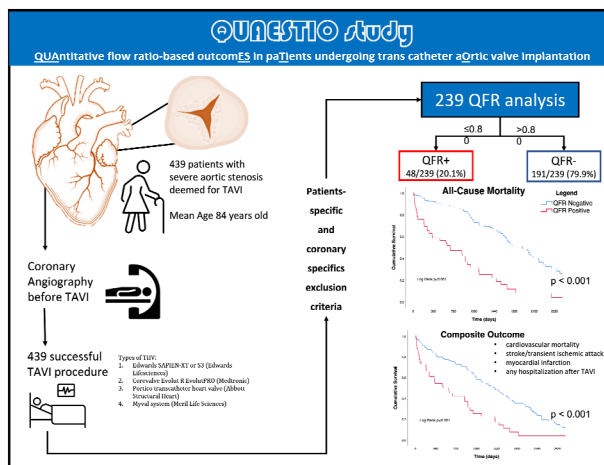 QUAESTIO study
QUAntitative flow ratio-based outcomES in paTIents undergoing trans catheter aOrtic valve implantation
439 patients with
severe aortic stenosis
deemed for TAVI
Mean Age 84 years old
Coronary
Angiography
before TAVI
439 successful
TAVI procedure
Types of THV:
1. Edwards SAPIEN-XT or S3 (Edwards
Lifesciences)
2. Corevalve Evolut R EvolutPRO (Medtronic)
3. Portico transcatheter heart valve (Abbott
Structural Heart)
4. Myval system (Meril Life Sciences)
Patients-
specific
and
coronary
specifics
exclusion
criteria
239 QFR analysis
≤0.8
0
>0.8
0
QFR+
48/239 (20.1%)
QFR-
191/239 (79.9%)
All-Cause Mortality
Legend
QFR Negative
QFR Positive
Cumulative Survival
p < 0.001
Time (days)
Composite Outcome
• cardiovascular mortality
• stroke/transient ischemic attack
• myocardial infarction
• any hospitalization after TAVI
Cumulative Survival
p < 0.001
Time (days)